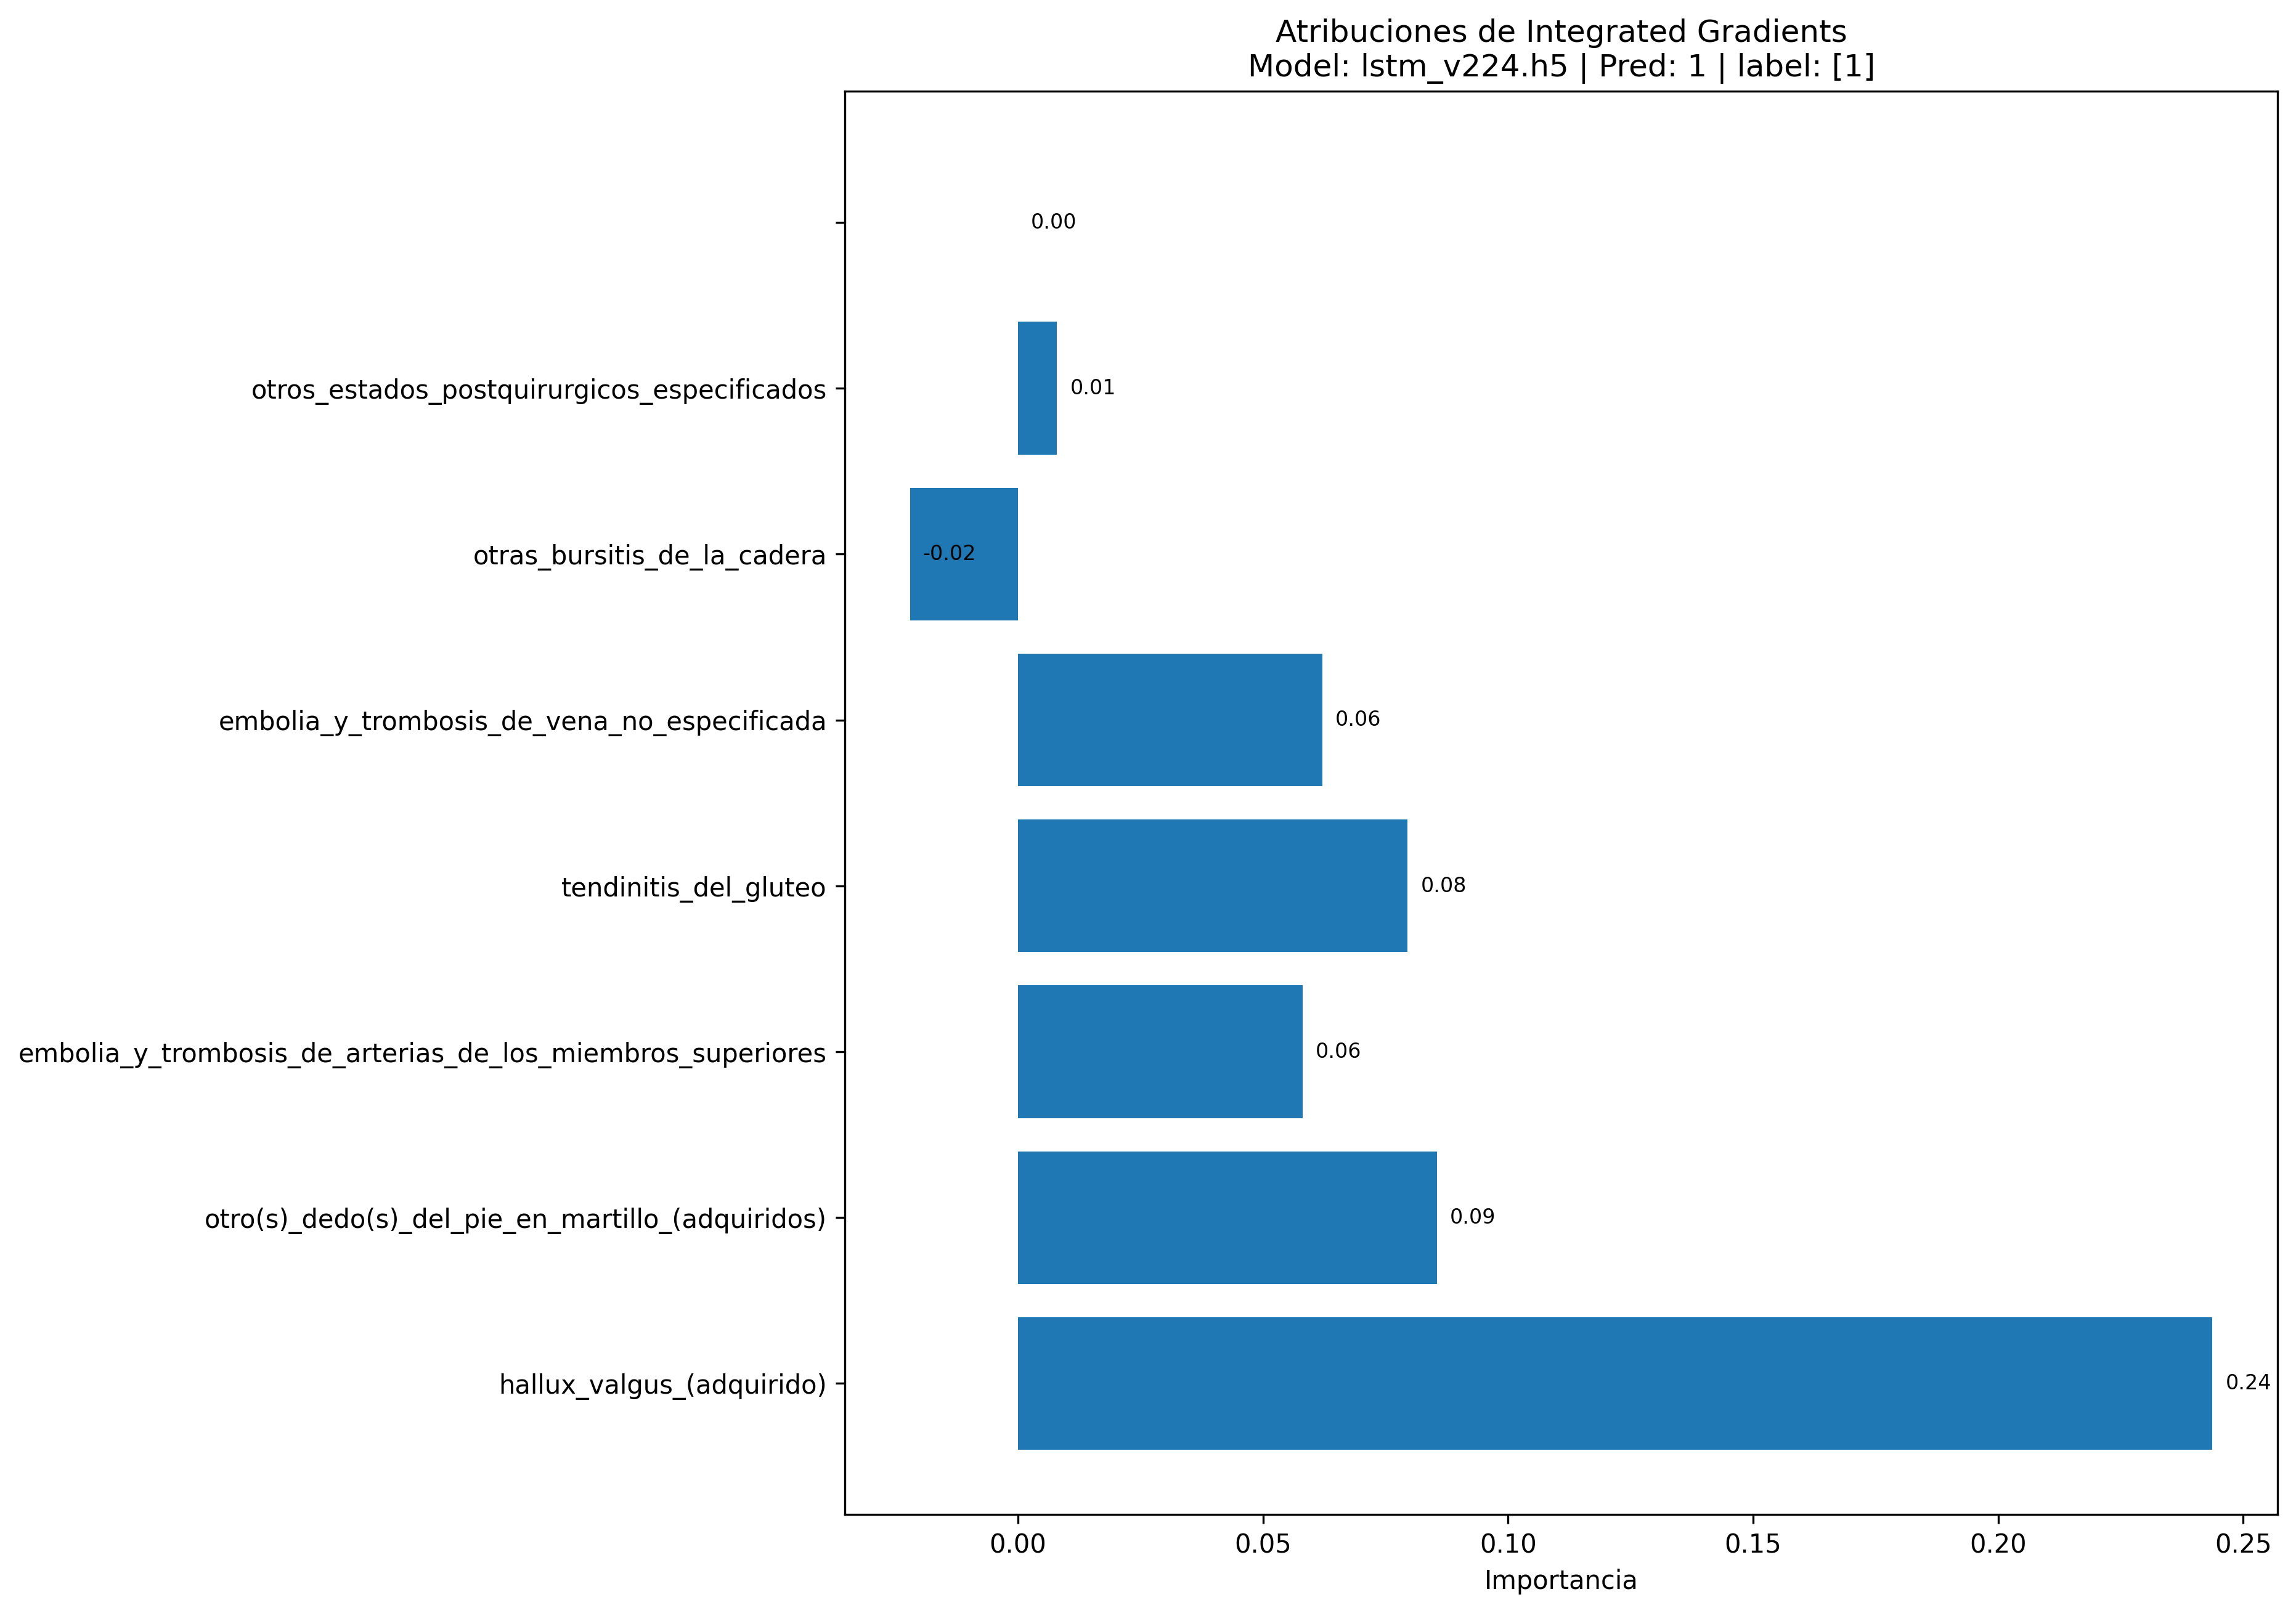 Atribuciones de Integrated Gradients
Model: lstm_v224.h5 | Pred: 1 | label: [1]
0.00
otros_estados_postquirurgicos_especificados 0.01
otras_bursitis_de_la_cadera -0.02
embolia_y_trombosis_de_vena_no_especificada 0.06
tendinitis_del_gluteo 0.08
embolia_y_trombosis_de_arterias_de_los_miembros_superiores 0.06
otro(s)_dedo(s)_del_pie_en_martillo_(adquiridos) 0.09
hallux_valgus_(adquirido) 0.24
0.00 0.05 0.10 0.15 0.20 0.25
Importancia